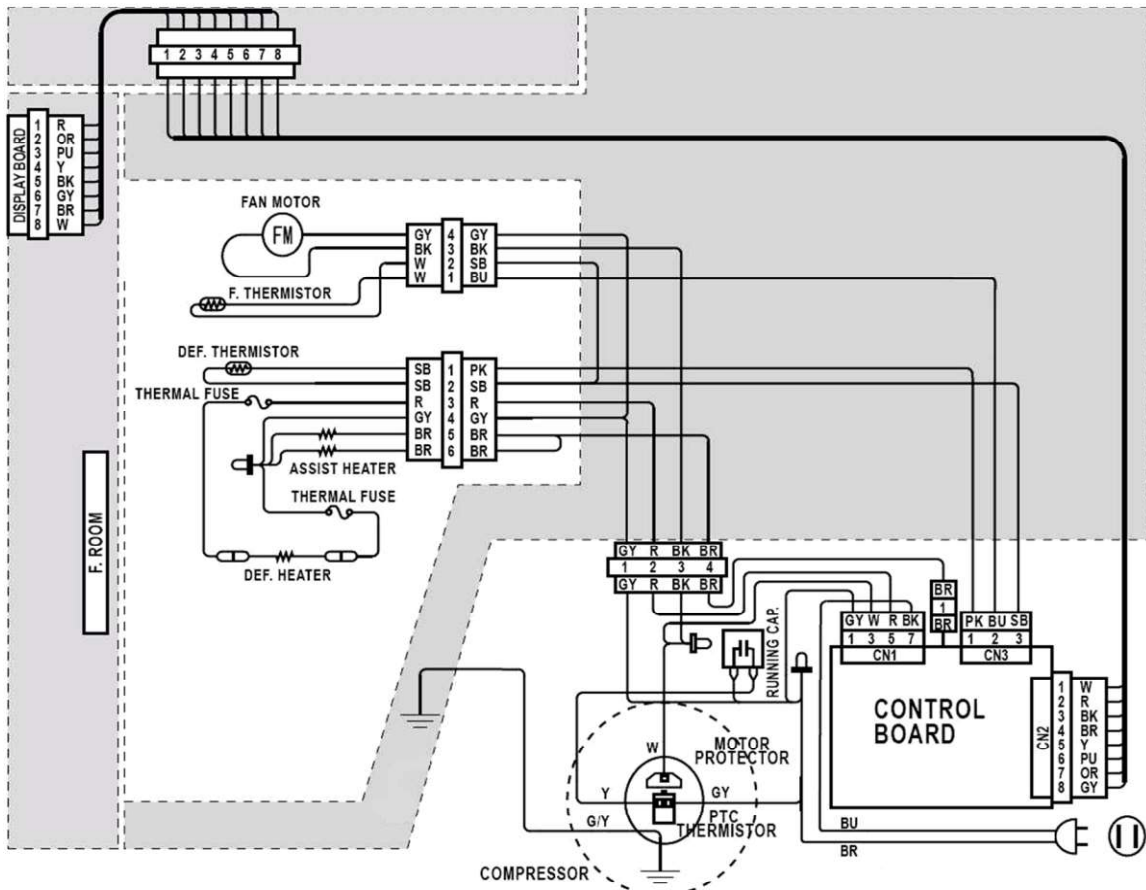 1 2 3 4 5 6 7 8
DISPLAY BOARD
1 R
2 OR
3 PU
4 Y
5 BK
6 GY
7 BR
8 W
FAN MOTOR
FM
GY 4 GY
BK 3 BK
W 2 SB
W 1 BU
F. THERMISTOR
DEF. THERMISTOR
SB 1 PK
SB 2 SB
THERMAL FUSE
R 3 R
GY 4 GY
BR 5 BR
BR 6 BR
ASSIST HEATER
THERMAL FUSE
DEF. HEATER
F. ROOM
GY R BK BR
1 2 3 4
GY R BK BR
BR
1
BR
GY W R BK
1 3 5 7
CN1
PK BU SB
1 2 3
CN3
RUNNING CAP.
CONTROL
BOARD
CN2
1 W
2 R
3 BK
4 BR
5 Y
6 PU
7 OR
8 GY
W
MOTOR
PROTECTOR
Y
GY
G/Y
PTC
THERMISTOR
COMPRESSOR
BU
BR